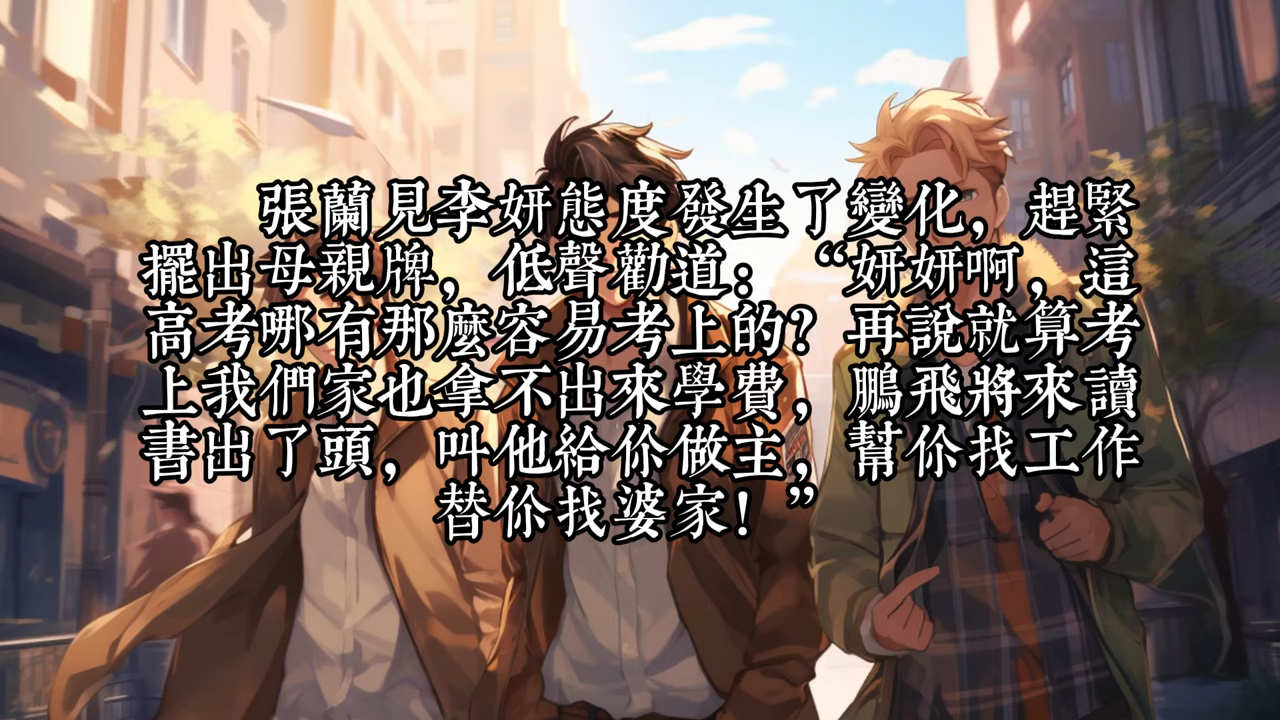 張蘭見李妍態度發生了變化，趕緊
擺出母親牌，低聲勸道：“妍妍啊，這
高考哪有那麼容易考上的？再說就算考
上我們家也拿不出來學費，鵬飛將來讀
書出了頭，叫他給你做主，幫你找工作
替你找婆家！”